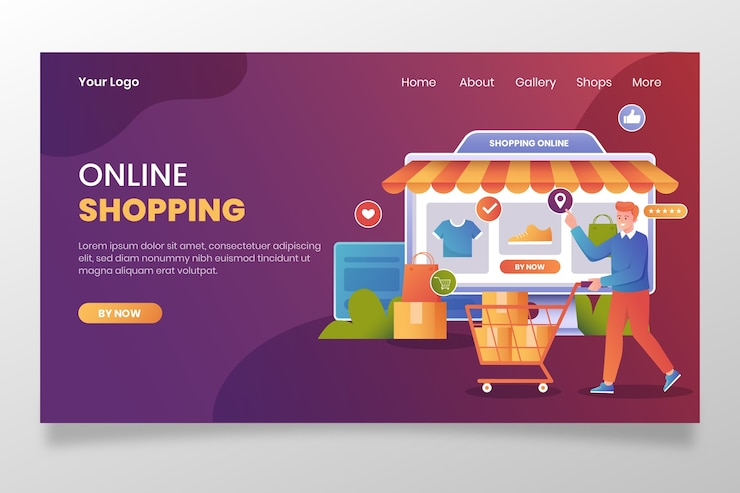 Your Logo
Home About Gallery Shops More
SHOPPING ONLINE
ONLINE
SHOPPING
Lorem ipsum dolor sit amet, consectetuer adipiscing
elit, sed diam nonummy nibh euismod tincidunt ut
magna aliquam erat volutpat.
BY NOW
BY NOW